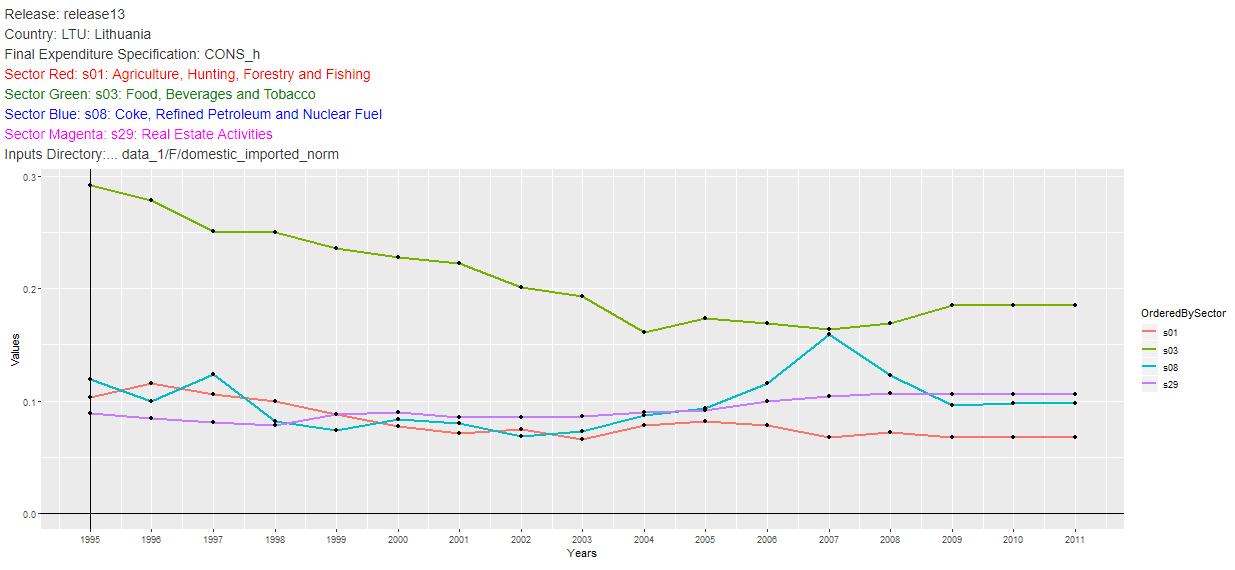 Release: release13
Country: LTU: Lithuania
Final Expenditure Specification: CONS_h
Sector Red: s01: Agriculture, Hunting, Forestry and Fishing
Sector Green: s03: Food, Beverages and Tobacco
Sector Blue: s08: Coke, Refined Petroleum and Nuclear Fuel
Sector Magenta: s29: Real Estate Activities
Inputs Directory:... data_1/F/domestic_imported_norm
0.3
0.2
0.1
0.0
Values
1995 1996 1997 1998 1999 2000 2001 2002 2003 2004 2005 2006 2007 2008 2009 2010 2011
Years
OrderedBySector
s01
s03
s08
s29